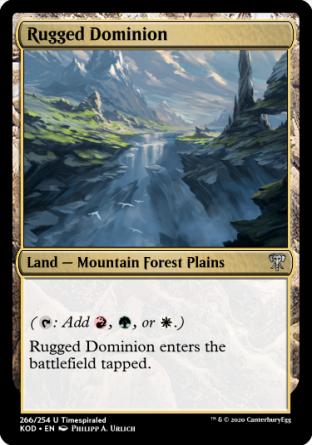 Rugged Dominion
Land — Mountain Forest Plains
(: Add , , or .)
Rugged Dominion enters the
battlefield tapped.
266/254 U Timespiraled
KOD • EN Philipp A. Urlich
™ & © 2020 CanterburyEgg